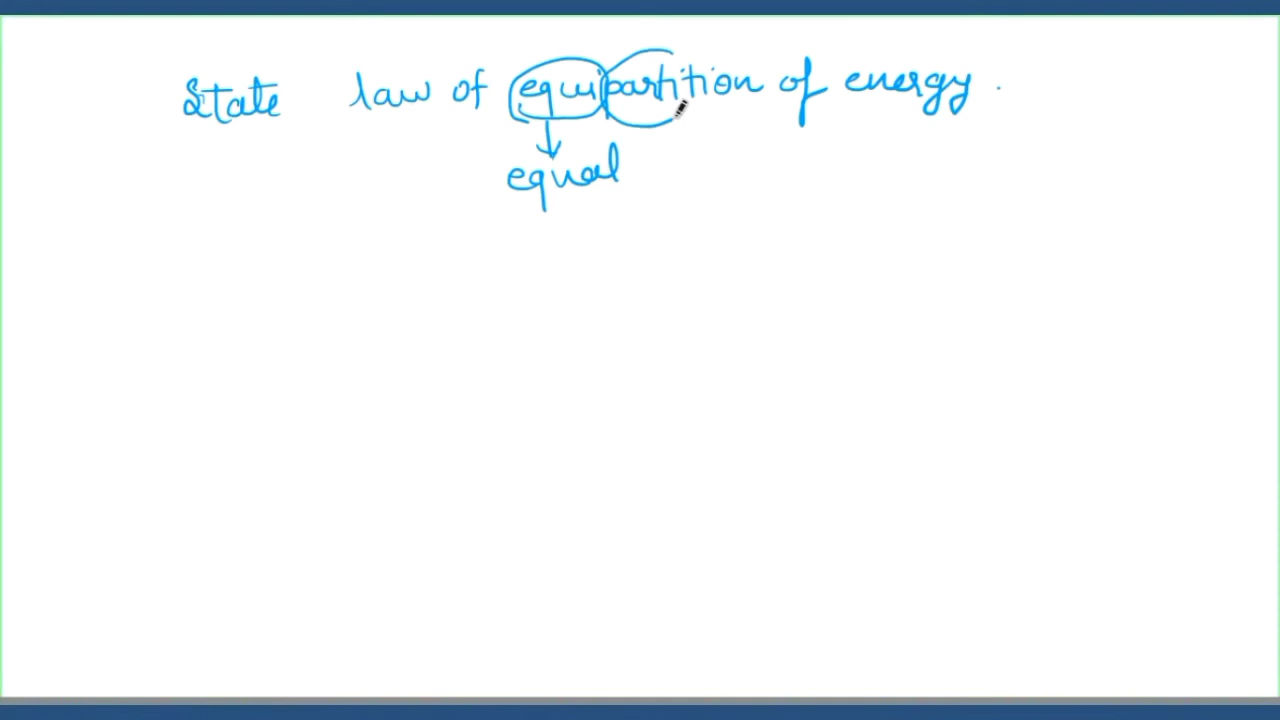 State law of equipartition of energy.
equal